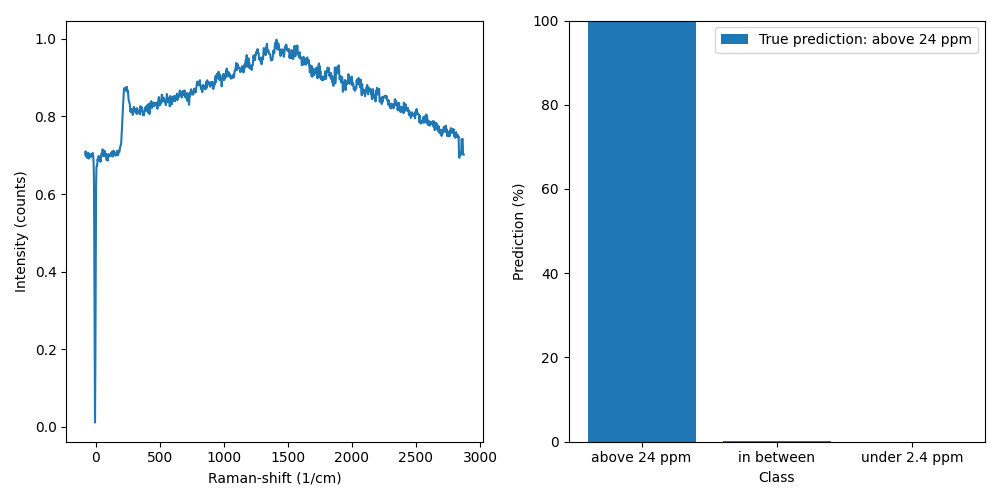 1.0
0.8
0.6
0.4
0.2
0.0
Intensity (counts)
0 500 1000 1500 2000 2500 3000
Raman-shift (1/cm)
100
80
60
40
20
0
Prediction (%)
True prediction: above 24 ppm
above 24 ppm in between under 2.4 ppm
Class